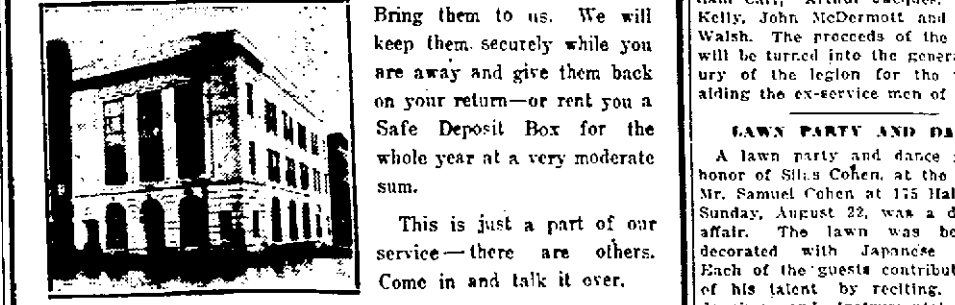 Bring them to us. We will
keep them securely while you
are away and give them back
on your return—or rent you a
Safe Deposit Box for the
whole year at a very moderate
sum.
This is just a part of our
service—there are others.
Come in and talk it over.
Kelly, John McDermott and
Walsh. The proceeds of the
will be turned into the genera
ury of the legion for the
aiding the ex-service men of
LAWN PARTY AND DA
A lawn party and dance
honor of Silas Cohen, at the
Mr. Samuel Cohen at 175 Hal
Sunday, August 22, was a d
affair. The lawn was be
decorated with Japanese
Each of the guests contribut
of his talent by reciting,